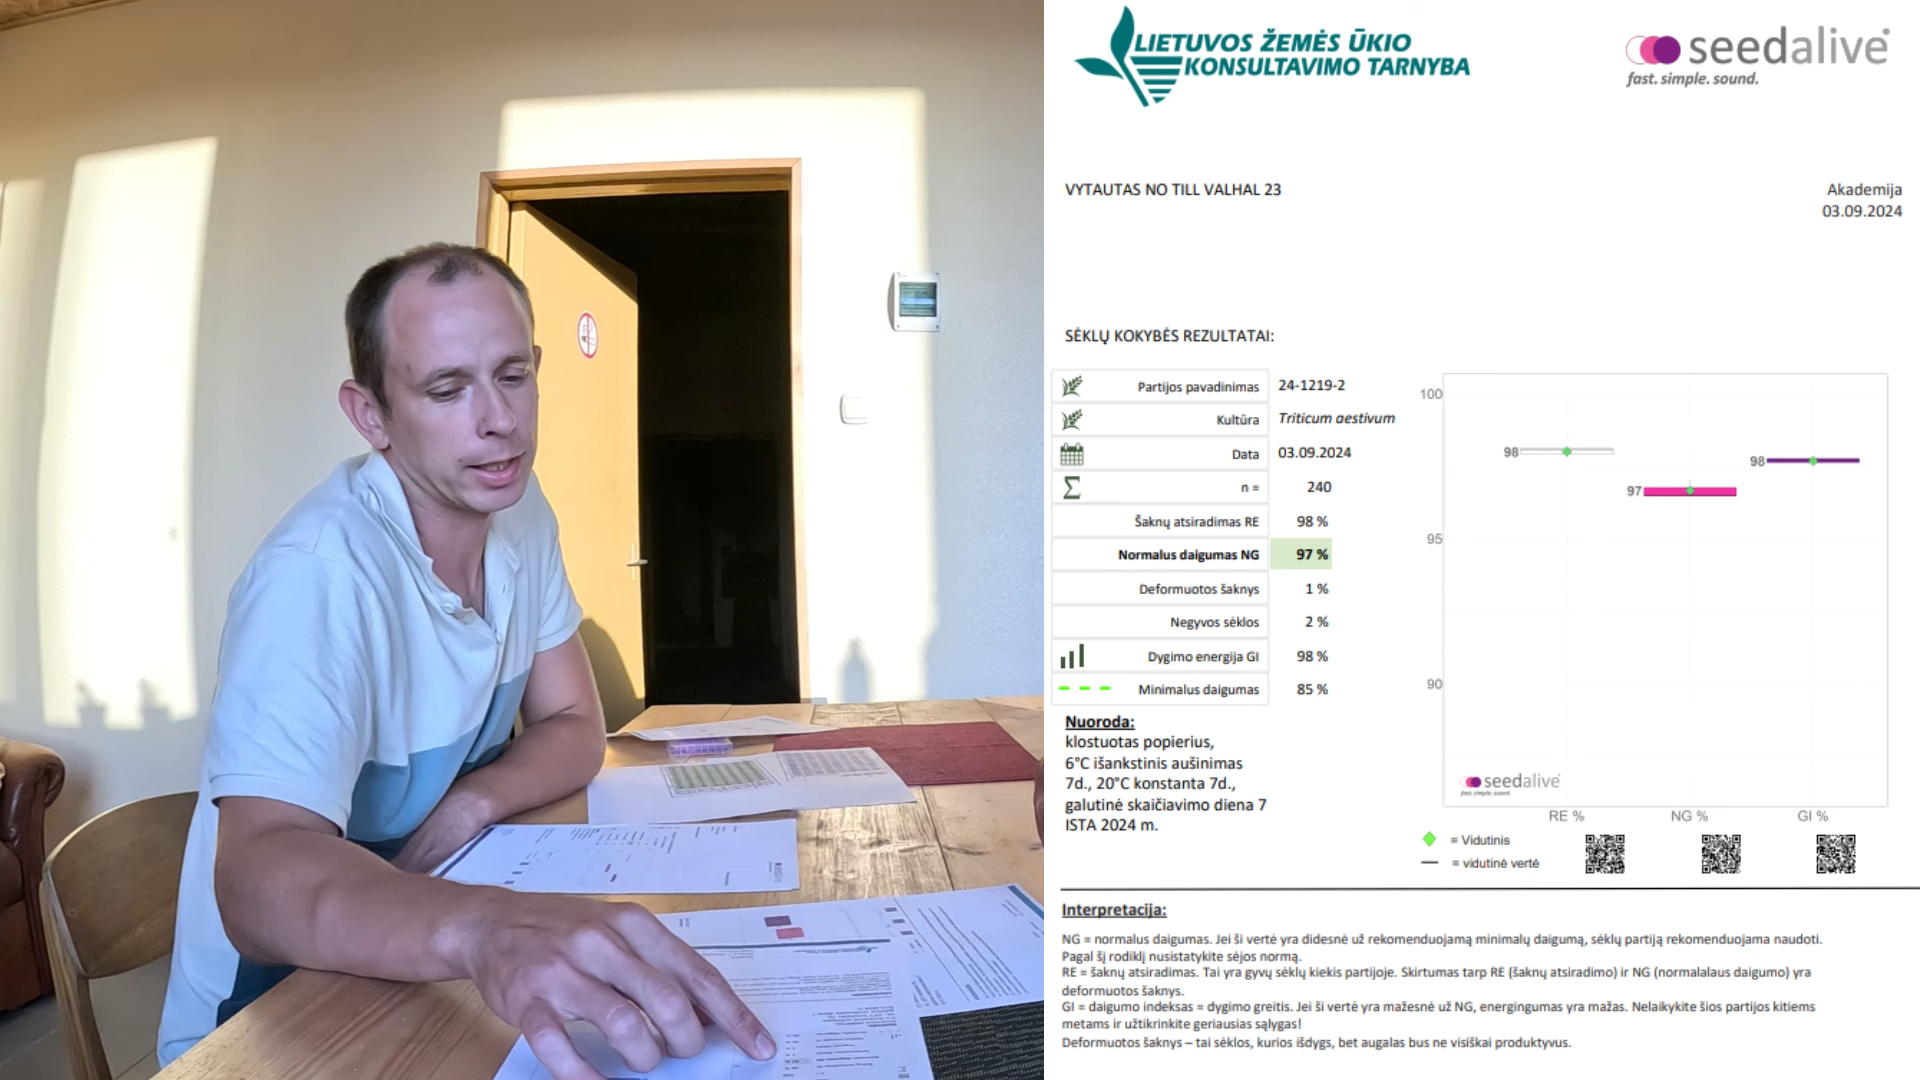 LIETUVOS ŽEMĖS ŪKIO
KONSULTAVIMO TARNYBA
seedalive
fast. simple. sound.
VYTAUTAS NO TILL VALHAL 23
Akademija
03.09.2024
SĖKLŲ KOKYBĖS REZULTATAI:
Partijos pavadinimas 24-1219-2
Kultūra Triticum aestivum
Data 03.09.2024
n = 240
Šaknų atsiradimas RE 98 %
Normalus daigumas NG 97 %
Deformuotos šaknys 1 %
Negyvos sėklos 2 %
Dygimo energija GI 98 %
Minimalus daigumas 85 %
Nuoroda:
klostuotas popierius,
6°C išankstinis aušinimas
7d., 20°C konstanta 7d.,
galutinė skaičiavimo diena 7
ISTA 2024 m.
100
95
90
98
97
98
seedalive
fast. simple. sound.
RE %
NG %
GI %
= Vidutinis
= vidutinė vertė
Interpretacija:
NG = normalus daigumas. Jei ši vertė yra didesnė už rekomenduojamą minimalų daigumą, sėklų partiją rekomenduojama naudoti.
Pagal šį rodiklį nusistatykite sėjos normą.
RE = šaknų atsiradimas. Tai yra gyvų sėklų kiekis partijoje. Skirtumas tarp RE (šaknų atsiradimo) ir NG (normalalaus daigumo) yra
deformuotos šaknys.
GI = daigumo indeksas = dygimo greitis. Jei ši vertė yra mažesnė už NG, energingumas yra mažas. Nelaikykite šios partijos kitiems
metams ir užtikrinkite geriausias sąlygas!
Deformuotos šaknys – tai sėklos, kurios išdygs, bet augalas bus ne visiškai produktyvus.